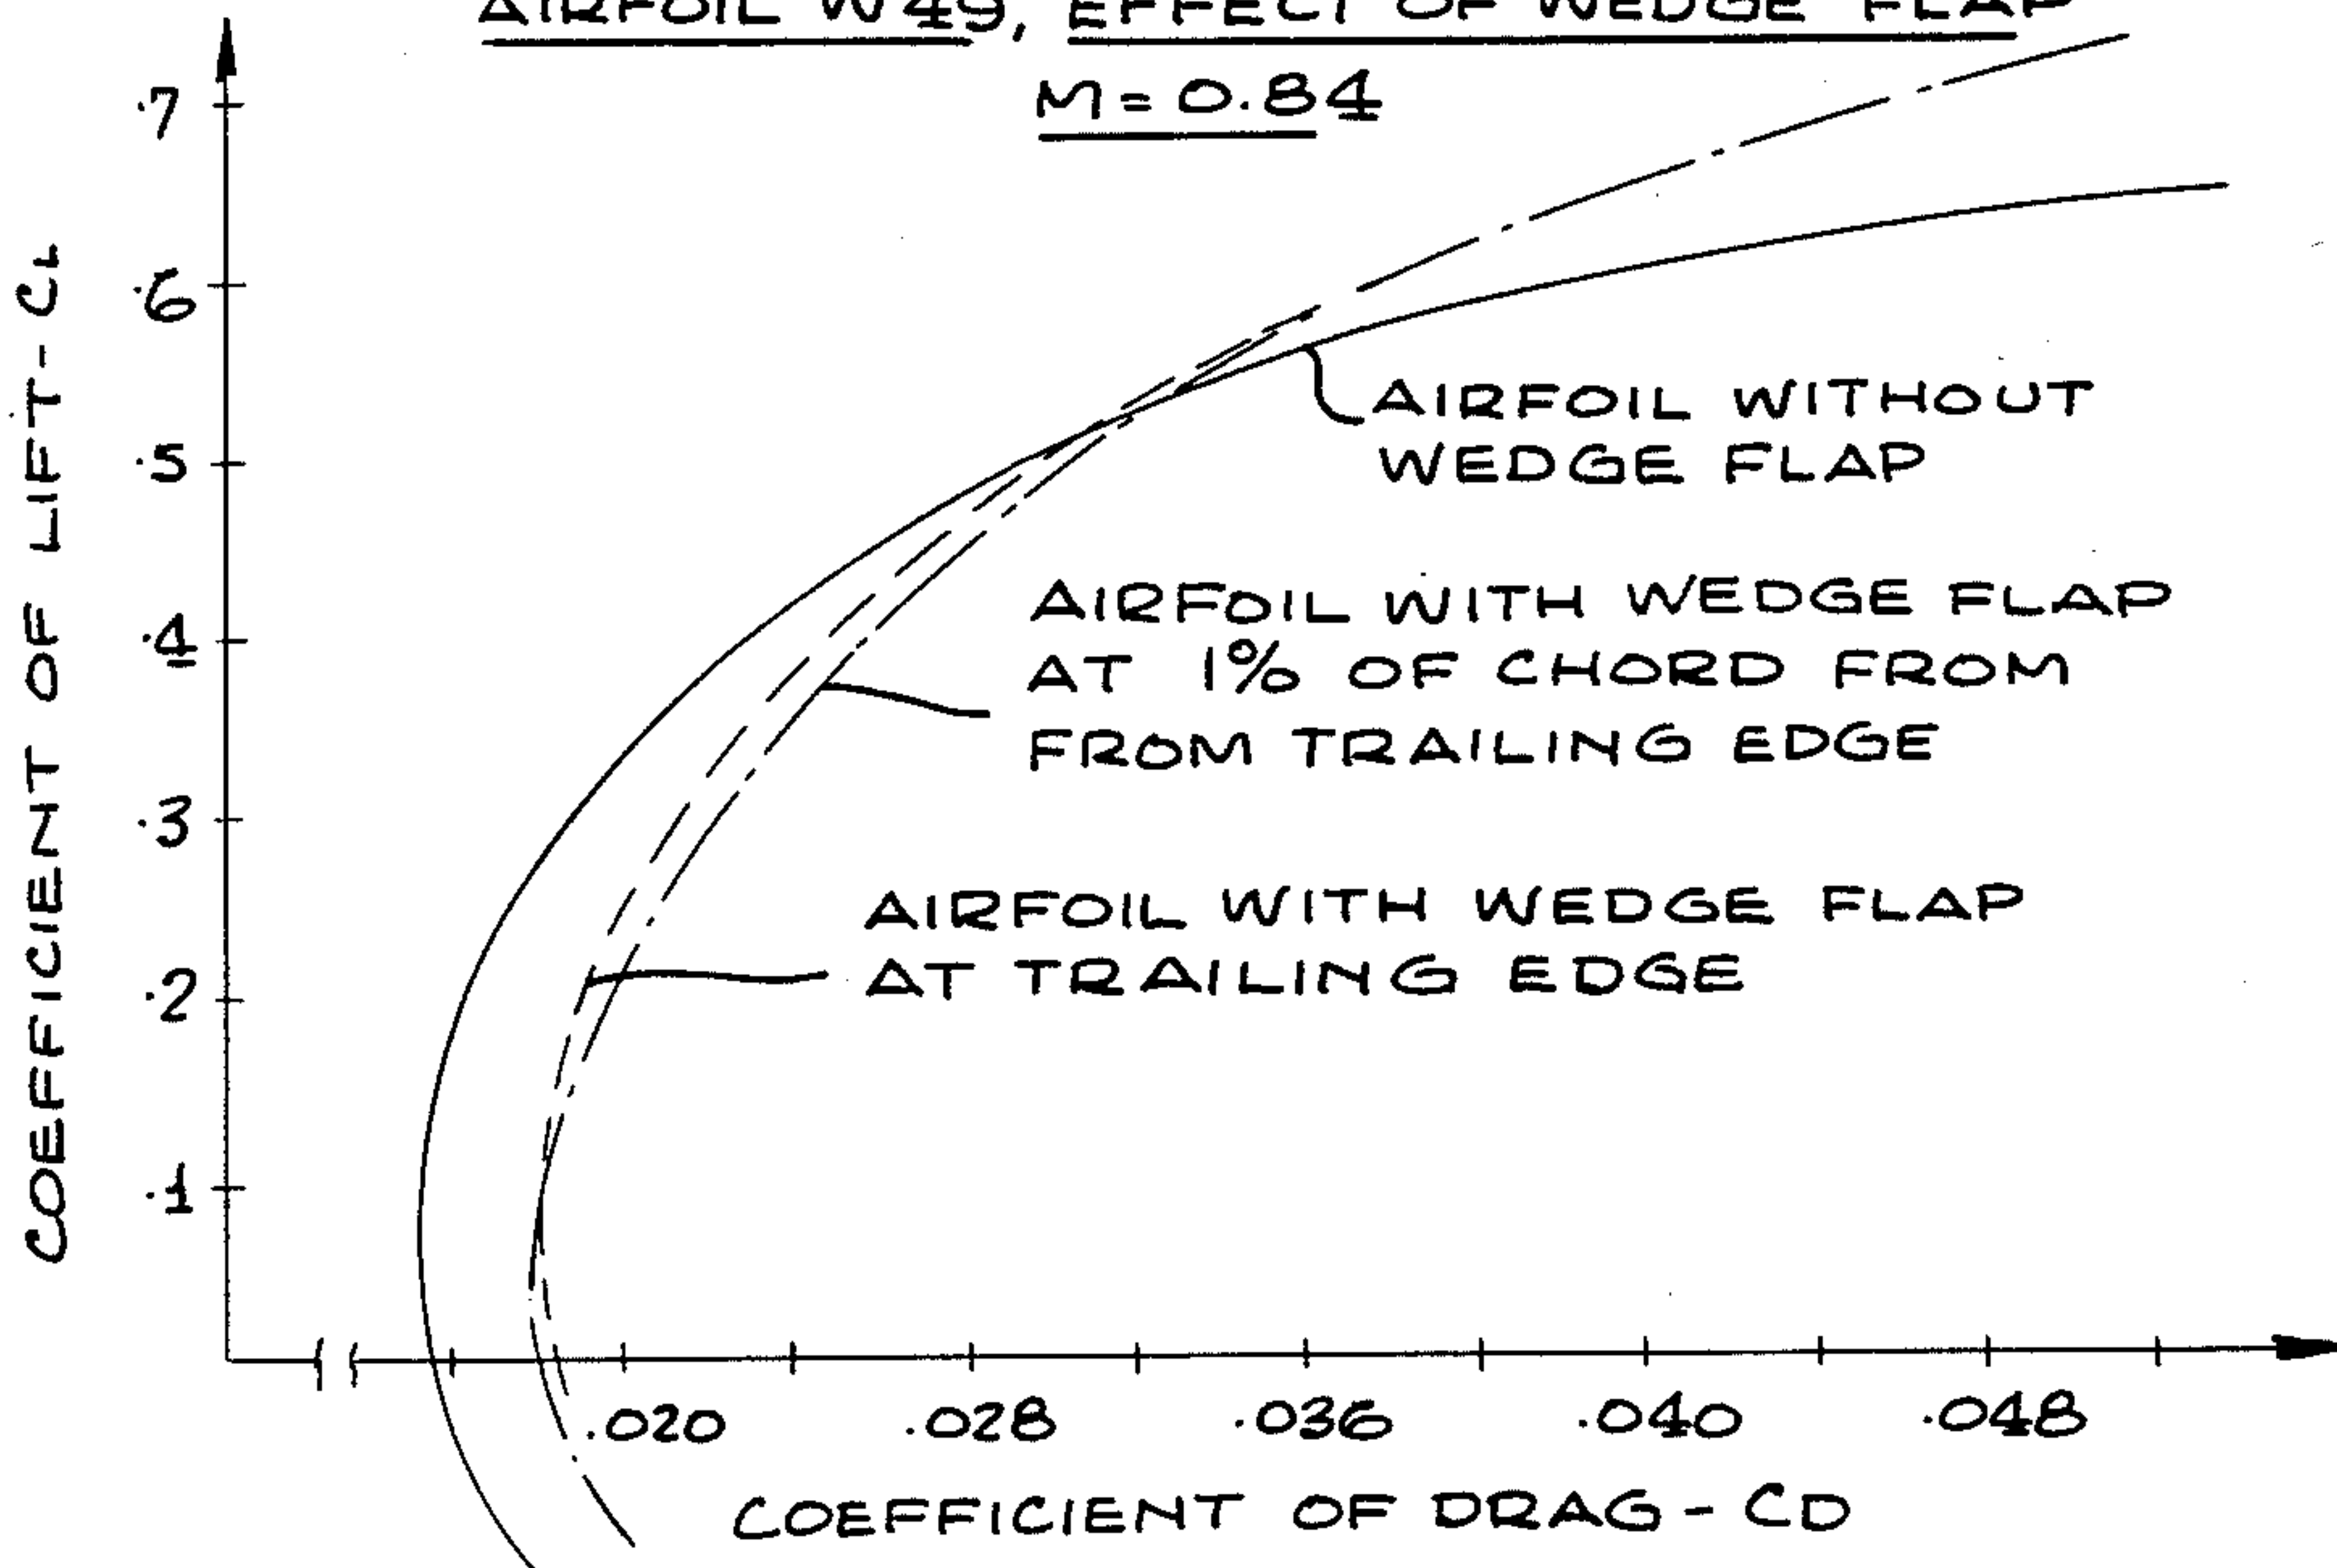 AIRFOIL W49, EFFECT OF WEDGE FLAP
M = 0.84
.7
.6
.5
.4
.3
.2
.1
COEFFICIENT OF LIFT - CL
AIRFOIL WITHOUT
WEDGE FLAP
AIRFOIL WITH WEDGE FLAP
AT 1% OF CHORD FROM
FROM TRAILING EDGE
AIRFOIL WITH WEDGE FLAP
AT TRAILING EDGE
.020 .028 .036 .040 .048
COEFFICIENT OF DRAG - CD